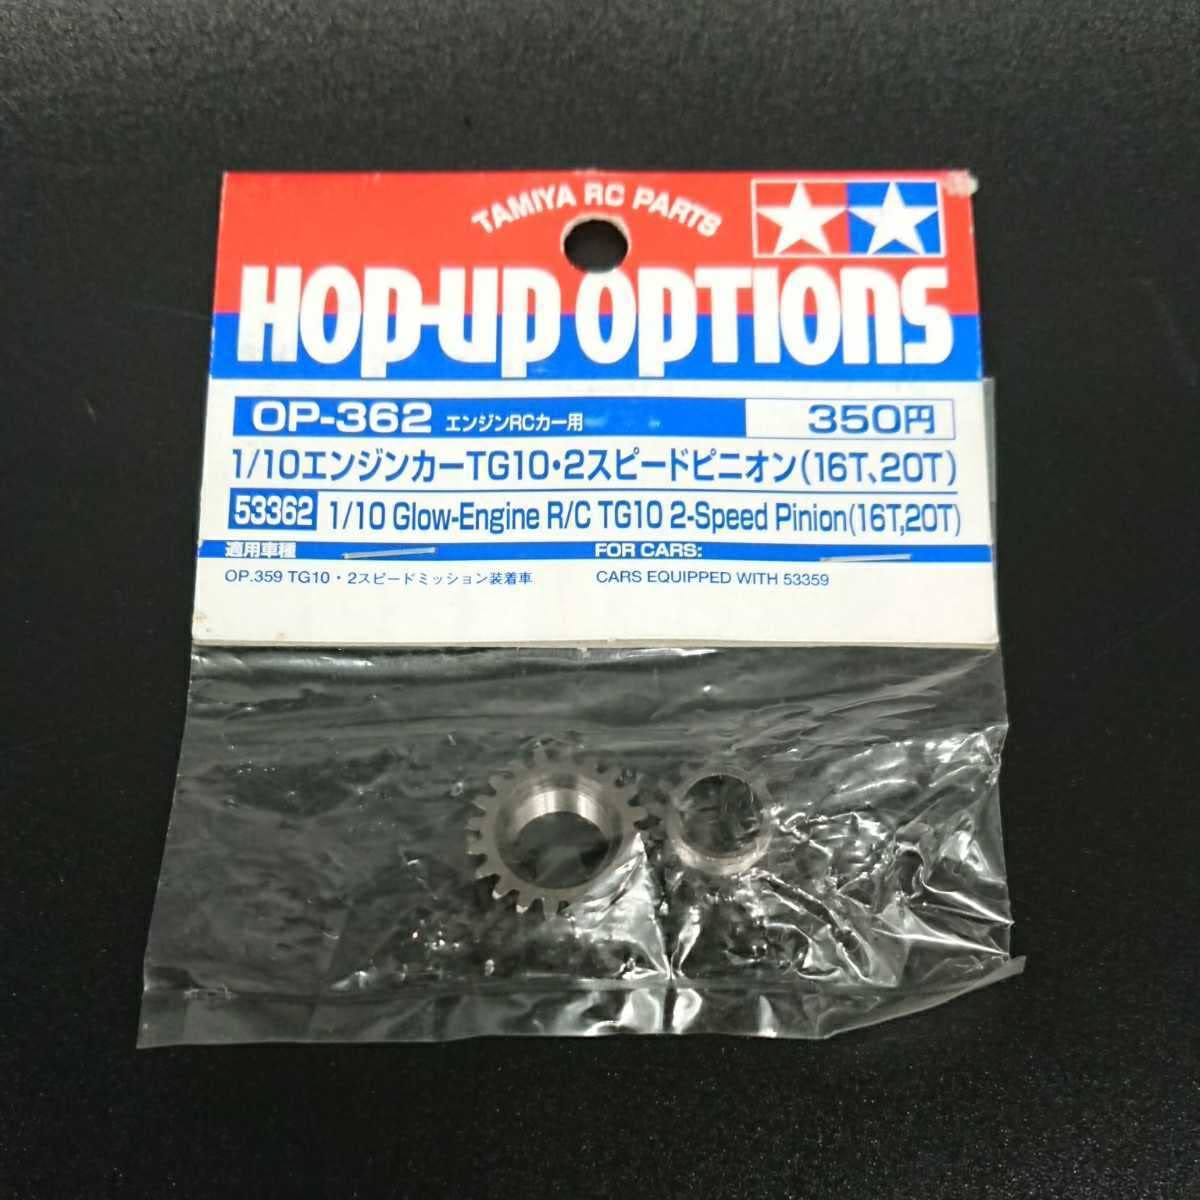 TAMIYA RC PARTS
HOP-UP OPTIONS
OP-362 エンジンRCカー用 350円
1/10エンジンカーTG10・2スピードピニオン(16T、20T)
53362 1/10 Glow-Engine R/C TG10 2-Speed Pinion(16T,20T)
適用車種 FOR CARS:
OP.359 TG10・2スピードミッション装着車 CARS EQUIPPED WITH 53359